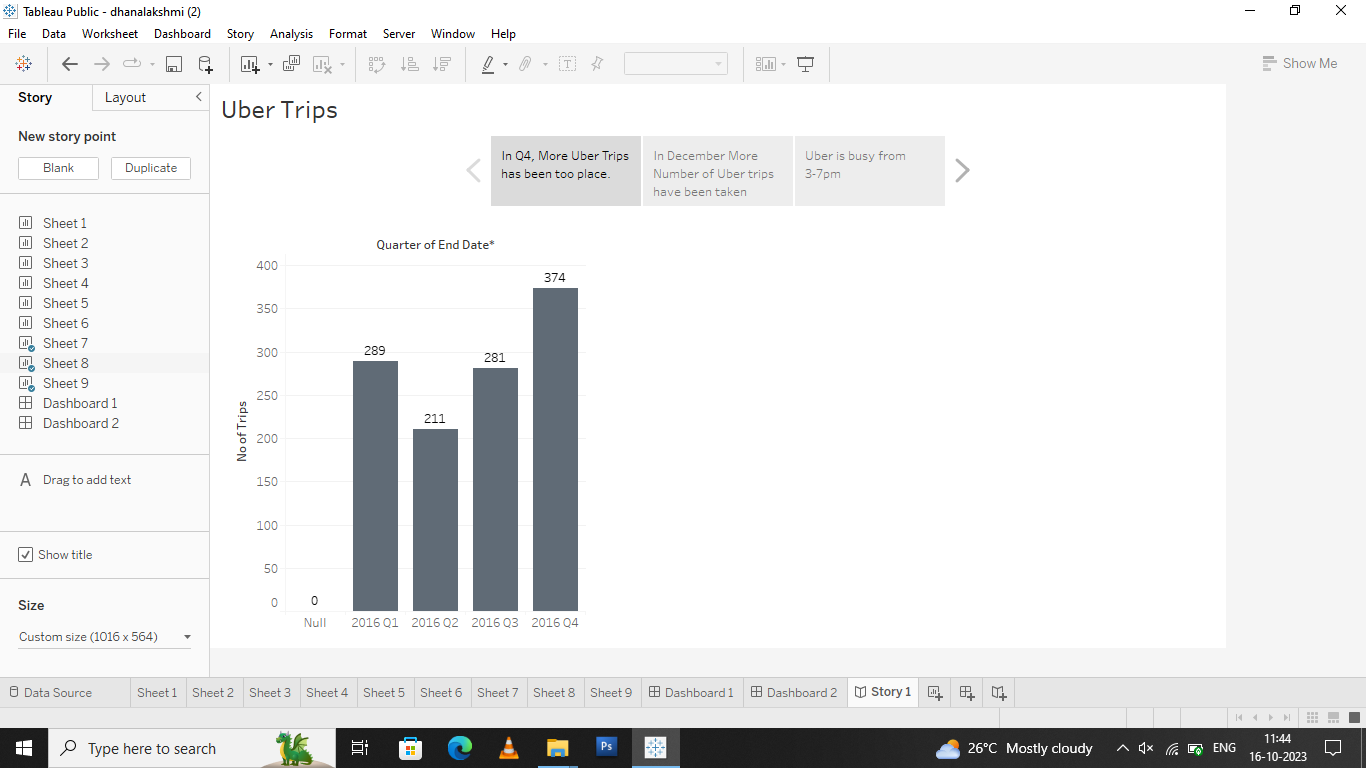 Tableau Public - dhanalakshmi (2)
File Data Worksheet Dashboard Story Analysis Format Server Window Help
Show Me
Story Layout
New story point
Blank Duplicate
Sheet 1
Sheet 2
Sheet 3
Sheet 4
Sheet 5
Sheet 6
Sheet 7
Sheet 8
Sheet 9
Dashboard 1
Dashboard 2
A Drag to add text
Show title
Size
Custom size (1016 x 564)
Uber Trips
In Q4, More Uber Trips
has been too place.
In December More
Number of Uber trips
have been taken
Uber is busy from
3-7pm
Quarter of End Date*
No of Trips
400
350
300
250
200
150
100
50
0
0
289
211
281
374
Null 2016 Q1 2016 Q2 2016 Q3 2016 Q4
Data Source Sheet 1 Sheet 2 Sheet 3 Sheet 4 Sheet 5 Sheet 6 Sheet 7 Sheet 8 Sheet 9 Dashboard 1 Dashboard 2 Story 1
Type here to search
Ps
26°C Mostly cloudy
ENG
11:44
16-10-2023